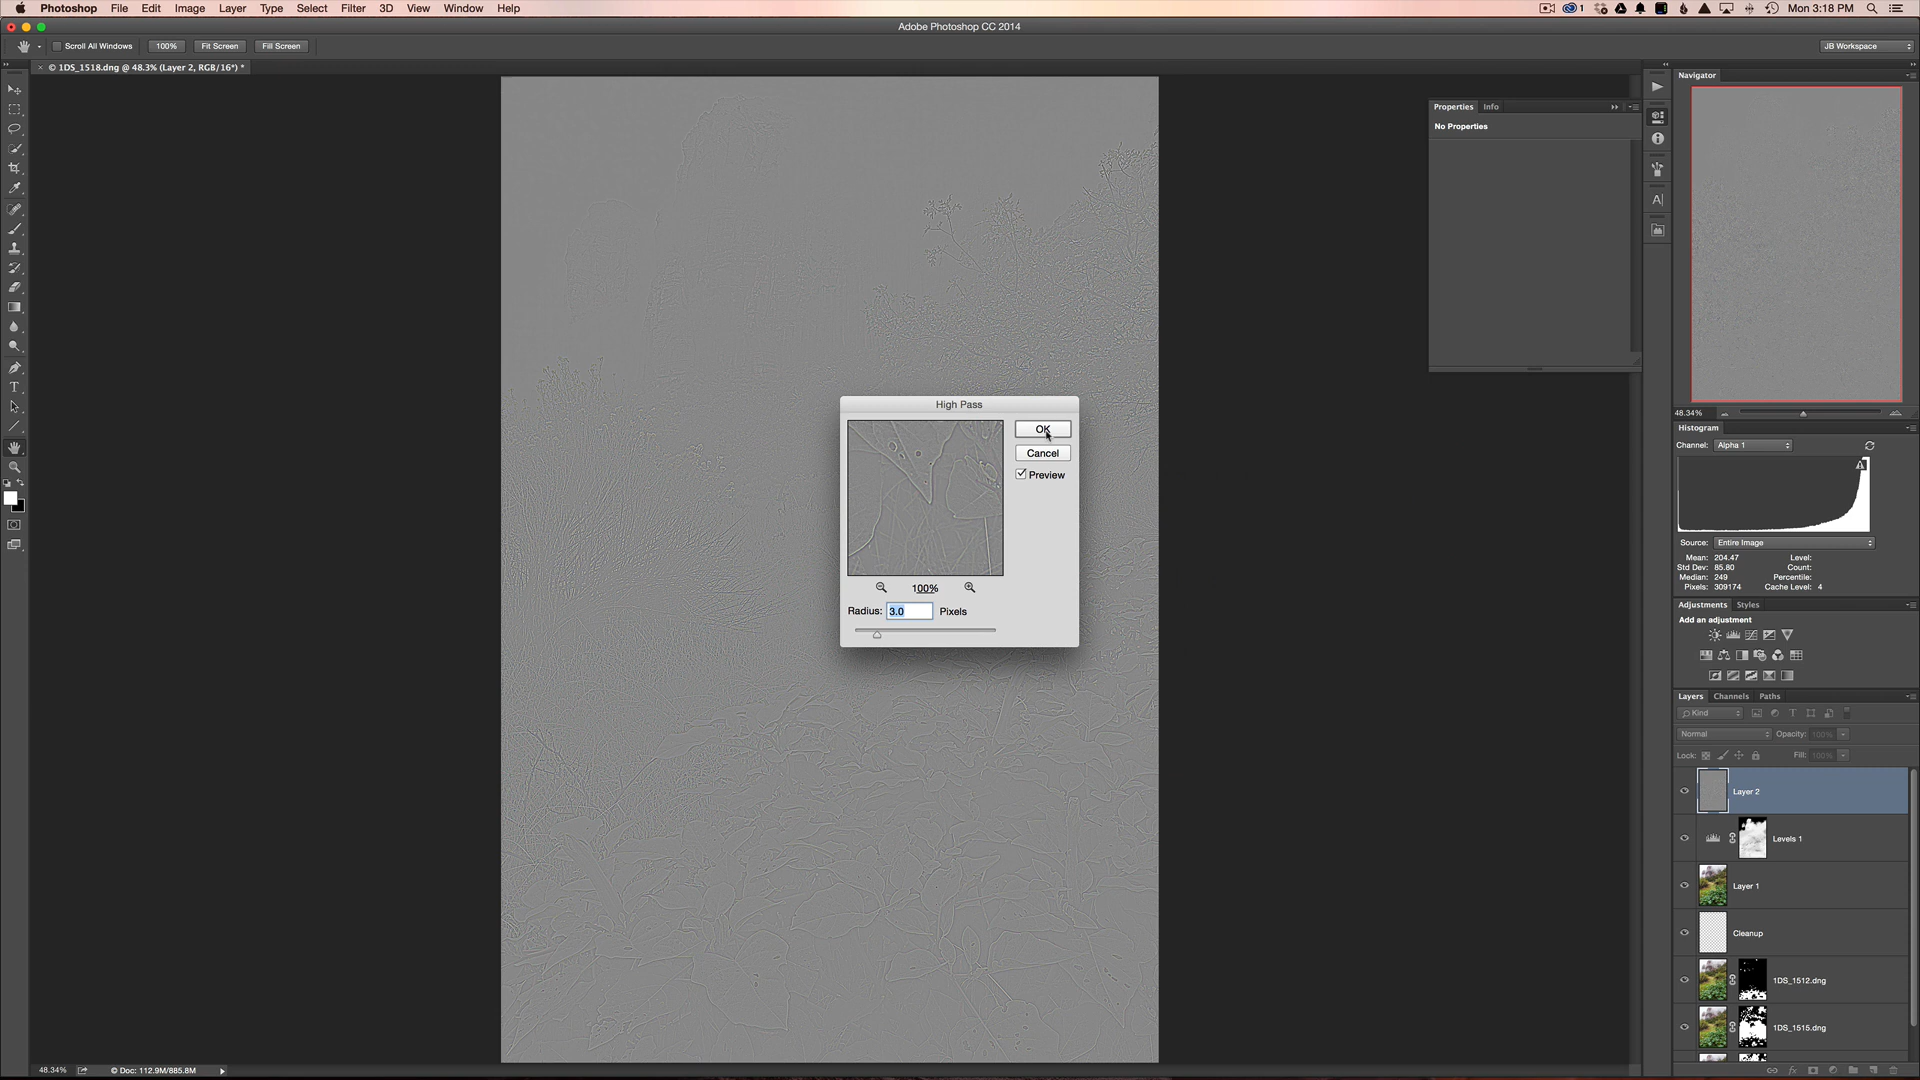 Photoshop File Edit Image Layer Type Select Filter 3D View Window Help
1
Mon 3:18 PM
Adobe Photoshop CC 2014
Scroll All Windows 100% Fit Screen Fill Screen
JB Workspace
× © 1DS_1518.dng @ 48.3% (Layer 2, RGB/16*) *
Navigator
Properties Info
No Properties
High Pass
OK
Cancel
Preview
100%
Radius: 3.0 Pixels
48.34%
Histogram
Channel: Alpha 1
Source: Entire Image
Mean: 204.47 Level:
Std Dev: 85.80 Count:
Median: 249 Percentile:
Pixels: 309174 Cache Level: 4
Adjustments Styles
Add an adjustment
Layers Channels Paths
Kind
Normal Opacity: 100%
Lock: Fill: 100%
Layer 2
Levels 1
Layer 1
Cleanup
1DS_1512.dng
1DS_1515.dng
48.34% © Doc: 112.9M/885.8M